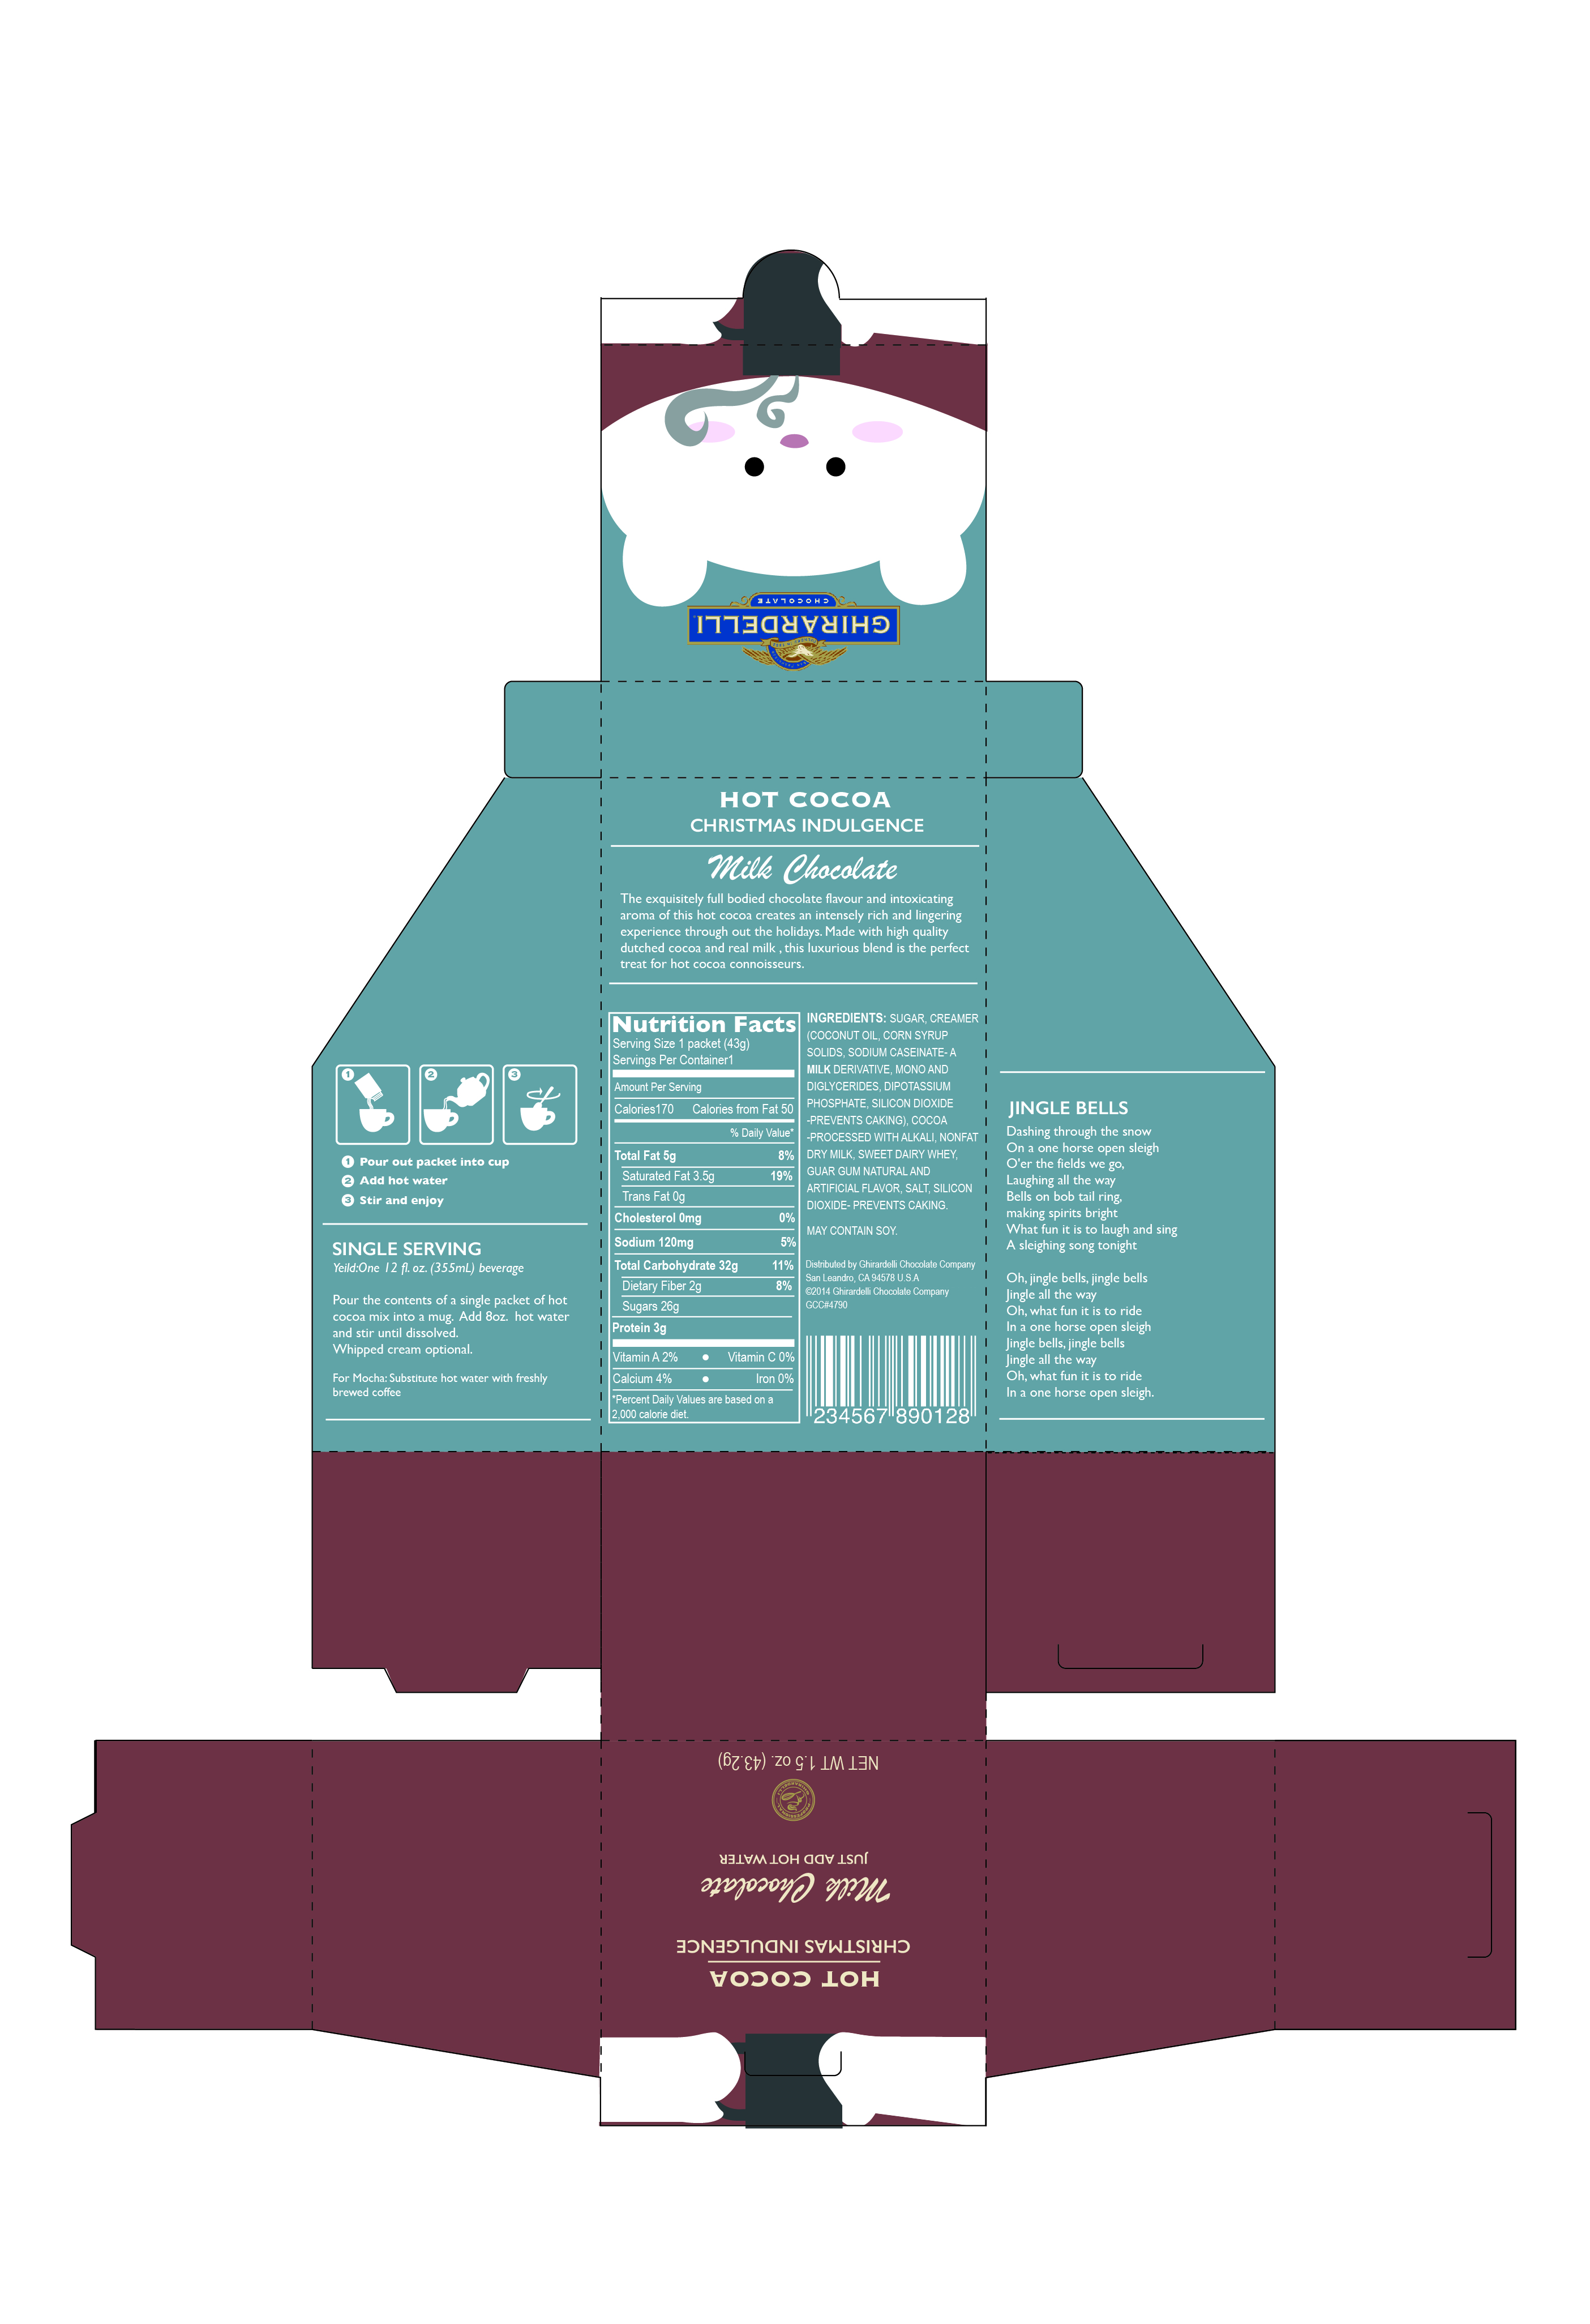 GHIRARDELLI
CHOCOLATE
HOT COCOA
CHRISTMAS INDULGENCE
Milk Chocolate
The exquisitely full bodied chocolate flavour and intoxicating
aroma of this hot cocoa creates an intensely rich and lingering
experience through out the holidays. Made with high quality
dutched cocoa and real milk , this luxurious blend is the perfect
treat for hot cocoa connoisseurs.
1
2
3
1 Pour out packet into cup
2 Add hot water
3 Stir and enjoy
SINGLE SERVING
Yeild:One 12 fl. oz. (355mL) beverage
Pour the contents of a single packet of hot
cocoa mix into a mug. Add 8oz. hot water
and stir until dissolved.
Whipped cream optional.
For Mocha: Substitute hot water with freshly
brewed coffee
Nutrition Facts
Serving Size 1 packet (43g)
Servings Per Container1
Amount Per Serving
Calories170 Calories from Fat 50
% Daily Value*
Total Fat 5g 8%
Saturated Fat 3.5g 19%
Trans Fat 0g
Cholesterol 0mg 0%
Sodium 120mg 5%
Total Carbohydrate 32g 11%
Dietary Fiber 2g 8%
Sugars 26g
Protein 3g
Vitamin A 2% • Vitamin C 0%
Calcium 4% • Iron 0%
*Percent Daily Values are based on a
2,000 calorie diet.
INGREDIENTS: SUGAR, CREAMER
(COCONUT OIL, CORN SYRUP
SOLIDS, SODIUM CASEINATE- A
MILK DERIVATIVE, MONO AND
DIGLYCERIDES, DIPOTASSIUM
PHOSPHATE, SILICON DIOXIDE
-PREVENTS CAKING), COCOA
-PROCESSED WITH ALKALI, NONFAT
DRY MILK, SWEET DAIRY WHEY,
GUAR GUM NATURAL AND
ARTIFICIAL FLAVOR, SALT, SILICON
DIOXIDE- PREVENTS CAKING.
MAY CONTAIN SOY.
Distributed by Ghirardelli Chocolate Company
San Leandro, CA 94578 U.S.A
©2014 Ghirardelli Chocolate Company
GCC#4790
234567 890128
JINGLE BELLS
Dashing through the snow
On a one horse open sleigh
O'er the fields we go,
Laughing all the way
Bells on bob tail ring,
making spirits bright
What fun it is to laugh and sing
A sleighing song tonight
Oh, jingle bells, jingle bells
Jingle all the way
Oh, what fun it is to ride
In a one horse open sleigh
Jingle bells, jingle bells
Jingle all the way
Oh, what fun it is to ride
In a one horse open sleigh.
HOT COCOA
CHRISTMAS INDULGENCE
Milk Chocolate
JUST ADD HOT WATER
NET WT 1.5 oz. (43.2g)